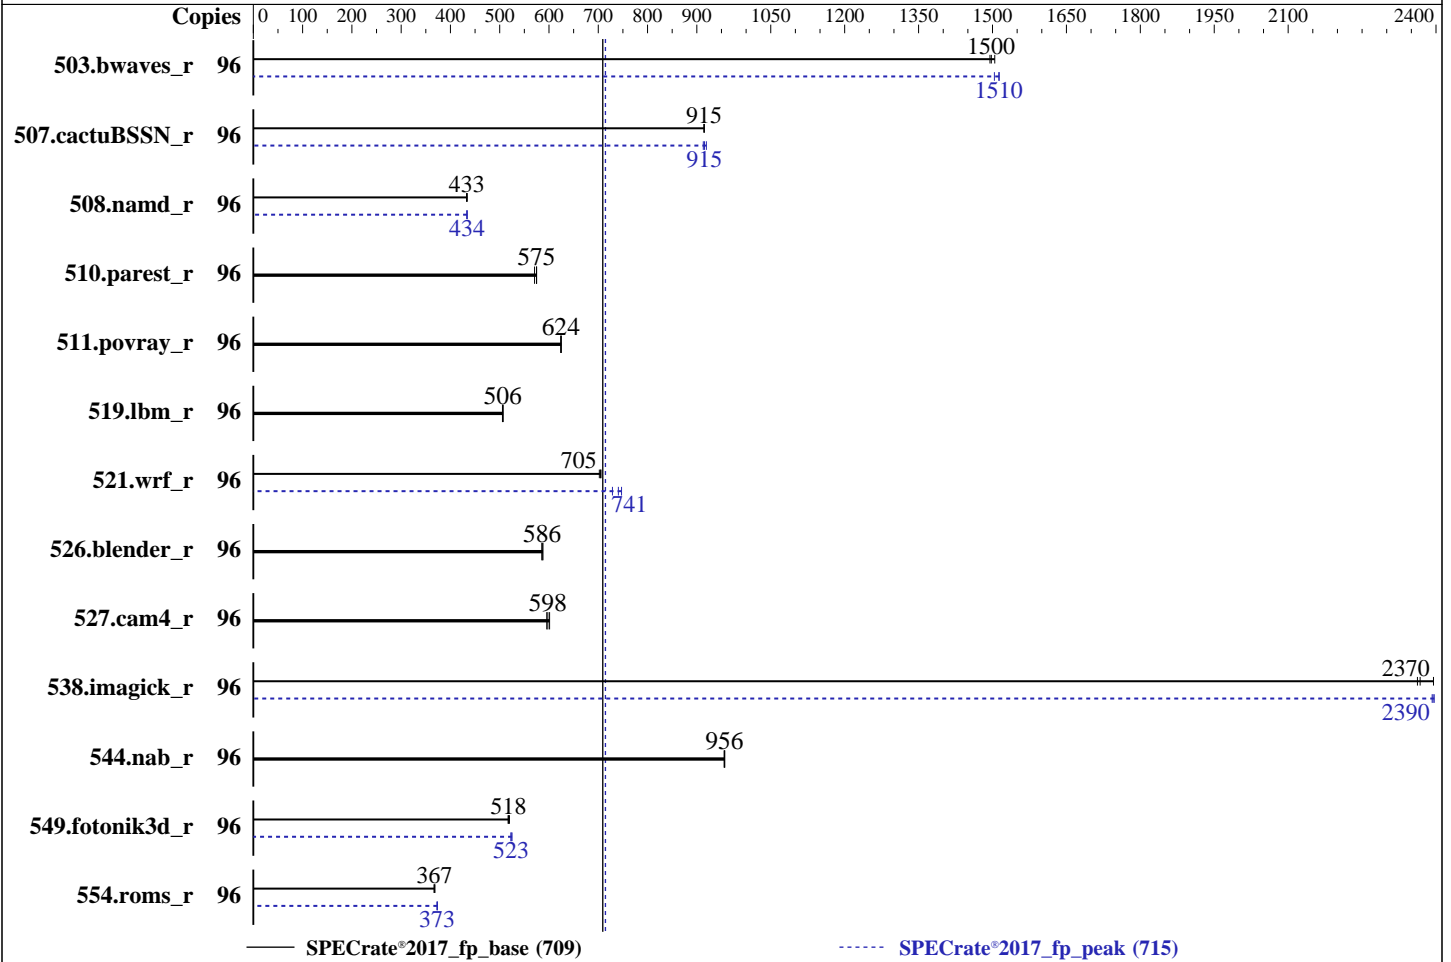 Copies 0 100 200 300 400 500 600 700 800 900 1050 1200 1350 1500 1650 1800 1950 2100 2400
503.bwaves_r 96 1500
1510
507.cactuBSSN_r 96 915
915
508.namd_r 96 433
434
510.parest_r 96 575
511.povray_r 96 624
519.lbm_r 96 506
521.wrf_r 96 705
741
526.blender_r 96 586
527.cam4_r 96 598
538.imagick_r 96 2370
2390
544.nab_r 96 956
549.fotonik3d_r 96 518
523
554.roms_r 96 367
373
SPECrate®2017_fp_base (709) SPECrate®2017_fp_peak (715)